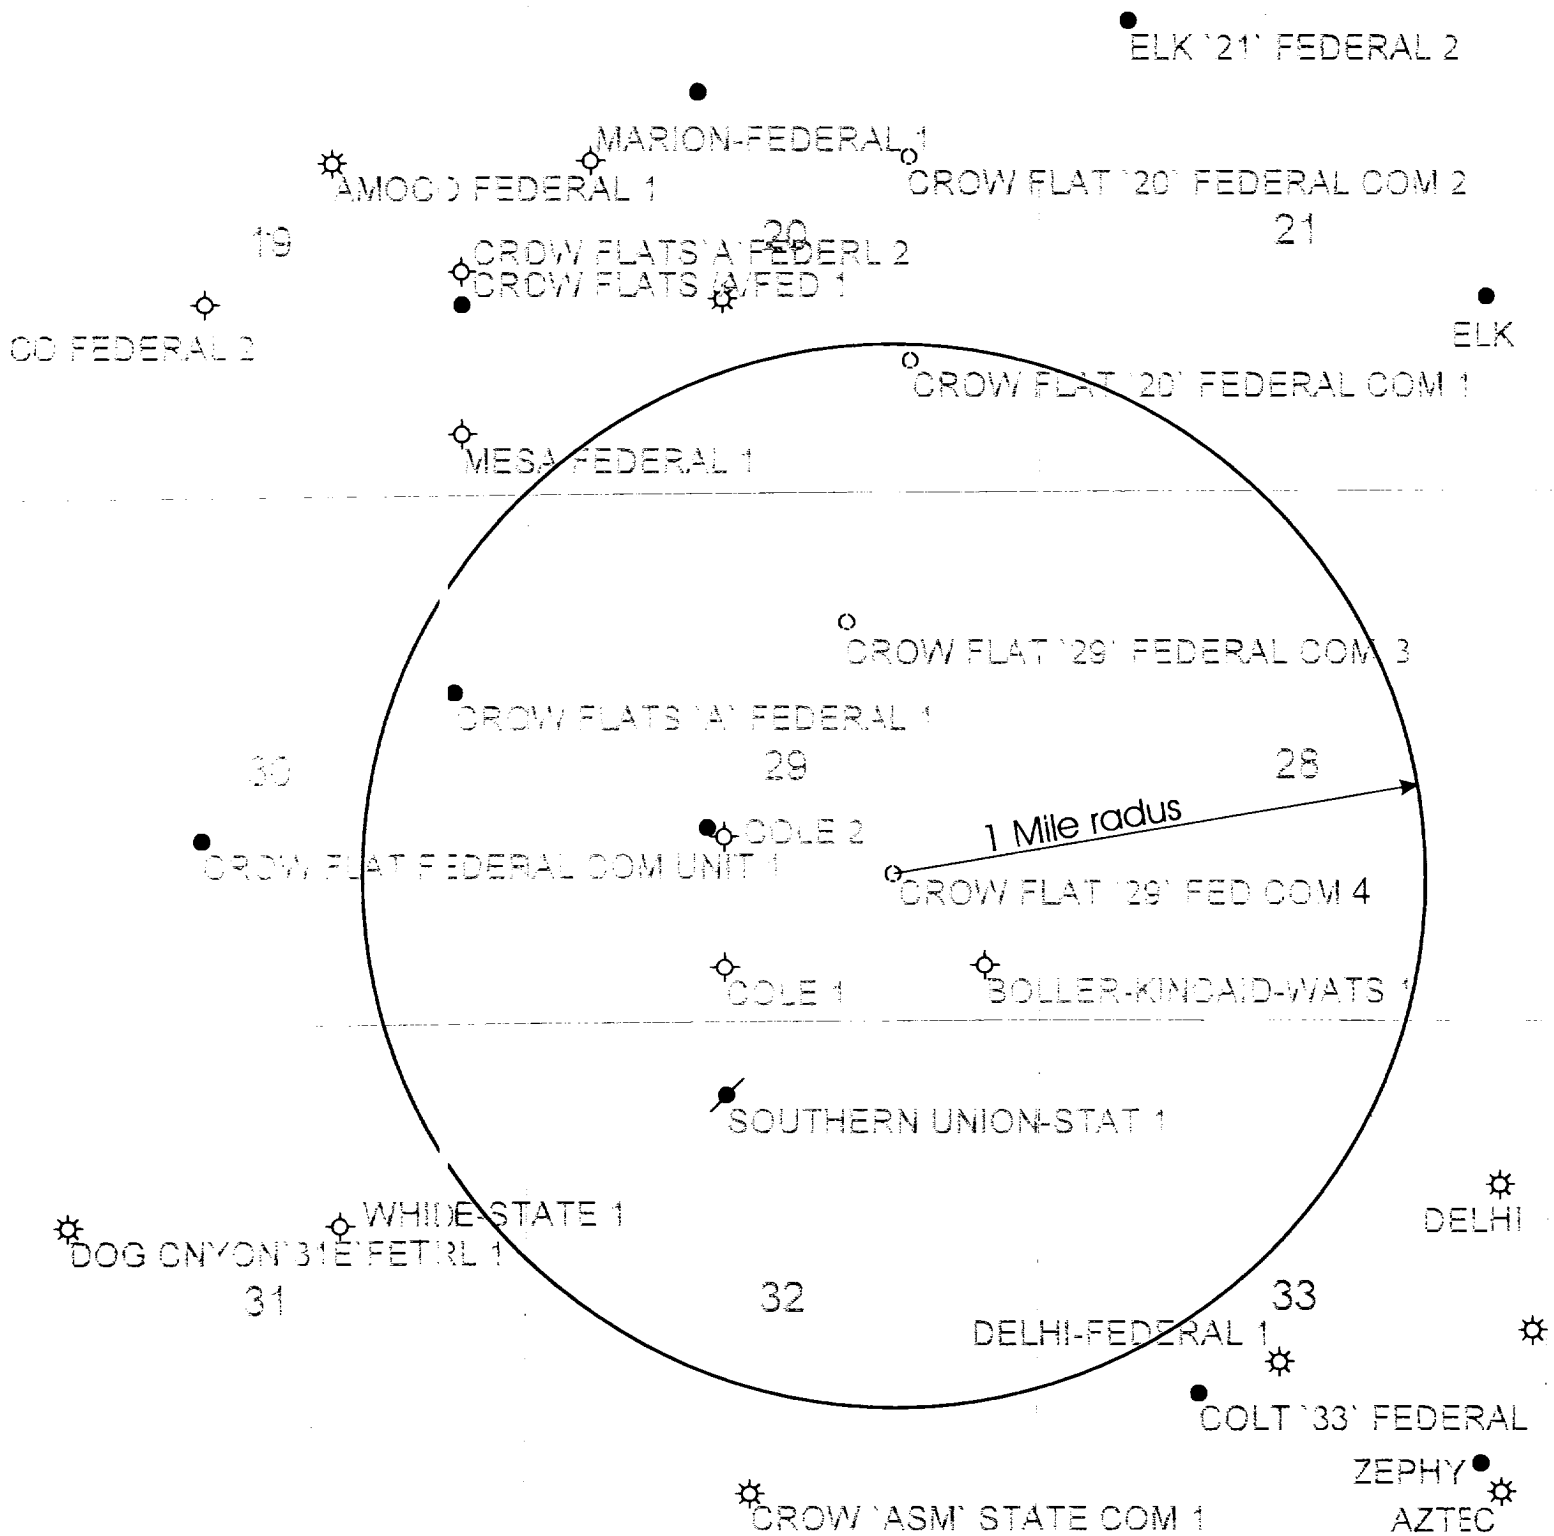 ELK `21` FEDERAL 2
MARION-FEDERAL 1
AMOCO FEDERAL 1
CROW FLAT `20` FEDERAL COM 2
19
20
21
CROW FLATS`A`FEDERL 2
CROW FLATS `A`FED 1
CO FEDERAL 2
ELK
CROW FLAT `20` FEDERAL COM 1
MESA FEDERAL 1
CROW FLAT `29` FEDERAL COM 3
CROW FLATS `A` FEDERAL 1
30
29
28
1 Mile radus
COLE 2
CROW FLAT FEDERAL COM UNIT 1
CROW FLAT `29` FED COM 4
COLE 1
BOLLER-KINCAID-WATS 1
SOUTHERN UNION-STAT 1
WHIDE-STATE 1
DELHI
DOG CNYON`31E`FETRL 1
31
32
33
DELHI-FEDERAL 1
COLT `33` FEDERAL
ZEPHY
CROW `ASM` STATE COM 1
AZTEC